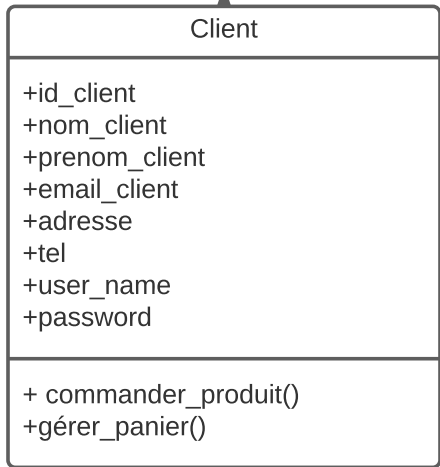 Client
+id_client
+nom_client
+prenom_client
+email_client
+adresse
+tel
+user_name
+password
+ commander_produit()
+gérer_panier()